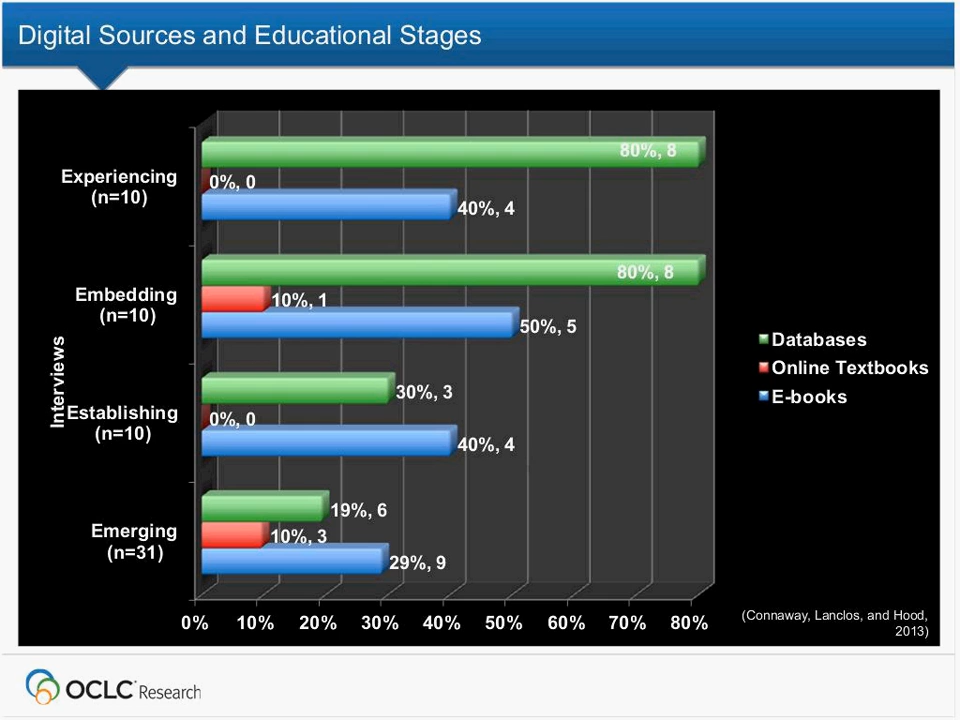 Digital Sources and Educational Stages
Experiencing
(n=10)
80%, 8
0%, 0
40%, 4
Embedding
(n=10)
80%, 8
10%, 1
50%, 5
Interviews
Establishing
(n=10)
30%, 3
0%, 0
40%, 4
Emerging
(n=31)
19%, 6
10%, 3
29%, 9
0% 10% 20% 30% 40% 50% 60% 70% 80%
Databases
Online Textbooks
E-books
(Connaway, Lanclos, and Hood,
2013)
OCLC Research